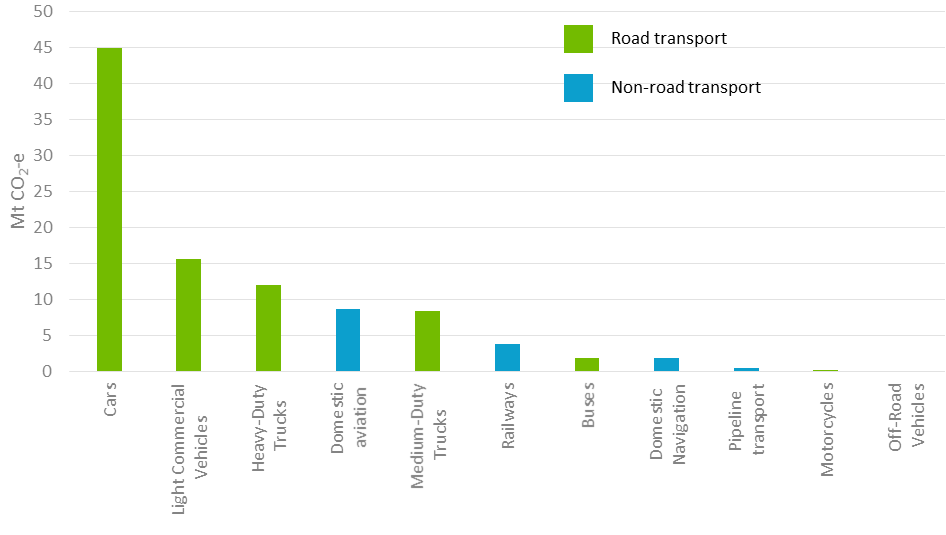 50
45
40
35
30
25
20
15
10
5
0
Mt CO₂-e
Road transport
Non-road transport
Cars
Light Commercial
Vehicles
Heavy-Duty
Trucks
Domestic
aviation
Medium-Duty
Trucks
Railways
Buses
Domestic
Navigation
Pipeline
transport
Motorcycles
Off-Road
Vehicles